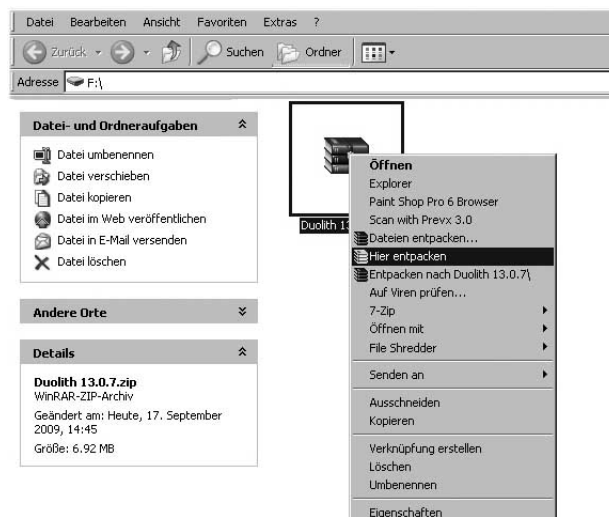 Datei Bearbeiten Ansicht Favoriten Extras ?
Zurück Suchen Ordner
Adresse F:\
Datei- und Ordneraufgaben
Datei umbenennen
Datei verschieben
Datei kopieren
Datei im Web veröffentlichen
Datei in E-Mail versenden
Datei löschen
Andere Orte
Details
Duolith 13.0.7.zip
WinRAR-ZIP-Archiv
Geändert am: Heute, 17. September
2009, 14:45
Größe: 6.92 MB
Duolith
Öffnen
Explorer
Paint Shop Pro 6 Browser
Scan with Prevx 3.0
Dateien entpacken...
Hier entpacken
Entpacken nach Duolith 13.0.7\
Auf Viren prüfen...
7-Zip
Öffnen mit
File Shredder
Senden an
Ausschneiden
Kopieren
Verknüpfung erstellen
Löschen
Umbenennen
Eigenschaften